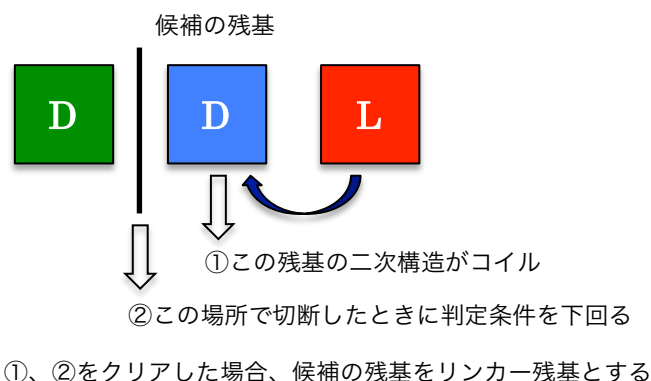 候補の残基
D D L
①この残基の二次構造がコイル
②この場所で切断したときに判定条件を下回る
①、②をクリアした場合、候補の残基をリンカー残基とする